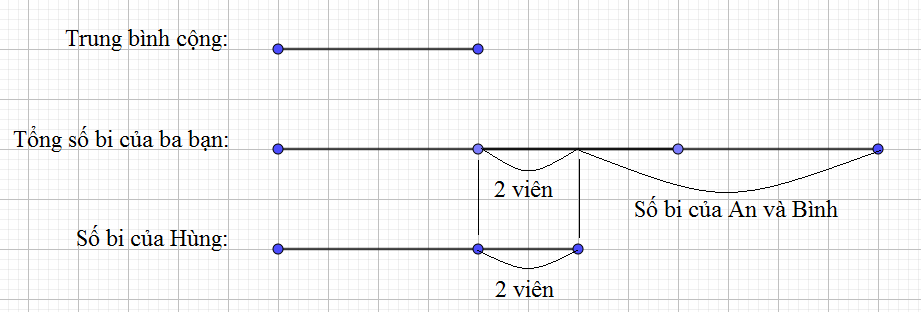 Trung bình cộng:
Tổng số bi của ba bạn:
2 viên
Số bi của An và Bình
Số bi của Hùng:
2 viên